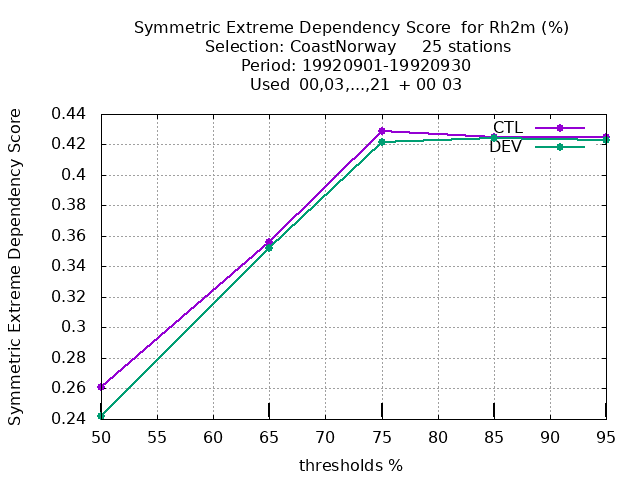 Symmetric Extreme Dependency Score  for Rh2m (%)
Selection: CoastNorway     25 stations
Period: 19920901-19920930
Used  00,03,...,21  + 00 03
Symmetric Extreme Dependency Score
0.44
0.42
0.4
0.38
0.36
0.34
0.32
0.3
0.28
0.26
0.24
CTL
DEV
50 55 60 65 70 75 80 85 90 95
thresholds %